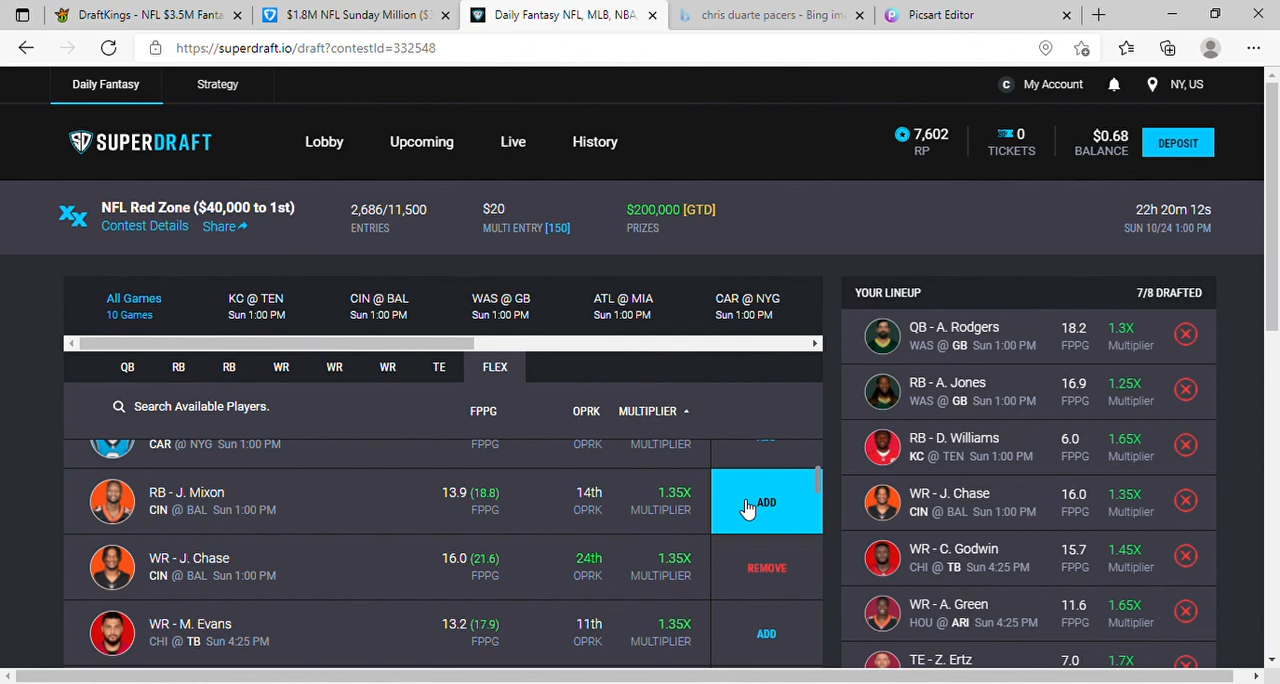 DraftKings - NFL $3.5M Fanta
$1.8M NFL Sunday Million ($
Daily Fantasy NFL, MLB, NBA,
chris duarte pacers - Bing im
Picsart Editor
https://superdraft.io/draft?contestId=332548
Daily Fantasy
Strategy
C
My Account
NY, US
SD SUPERDRAFT
Lobby
Upcoming
Live
History
7,602
RP
0
TICKETS
$0.68
BALANCE
DEPOSIT
NFL Red Zone ($40,000 to 1st)
Contest Details Share
2,686/11,500
ENTRIES
$20
MULTI ENTRY [150]
$200,000 [GTD]
PRIZES
22h 20m 12s
SUN 10/24 1:00 PM
All Games
10 Games
KC @ TEN
Sun 1:00 PM
CIN @ BAL
Sun 1:00 PM
WAS @ GB
Sun 1:00 PM
ATL @ MIA
Sun 1:00 PM
CAR @ NYG
Sun 1:00 PM
QB RB RB WR WR WR TE FLEX
Search Available Players.
FPPG OPRK MULTIPLIER
CAR @ NYG Sun 1:00 PM FPPG OPRK MULTIPLIER
RB - J. Mixon 13.9 (18.8) 14th 1.35X
CIN @ BAL Sun 1:00 PM FPPG OPRK MULTIPLIER
ADD
WR - J. Chase 16.0 (21.6) 24th 1.35X
CIN @ BAL Sun 1:00 PM FPPG OPRK MULTIPLIER
REMOVE
WR - M. Evans 13.2 (17.9) 11th 1.35X
CHI @ TB Sun 4:25 PM FPPG OPRK MULTIPLIER
ADD
YOUR LINEUP 7/8 DRAFTED
QB - A. Rodgers 18.2 1.3X
WAS @ GB Sun 1:00 PM FPPG Multiplier
RB - A. Jones 16.9 1.25X
WAS @ GB Sun 1:00 PM FPPG Multiplier
RB - D. Williams 6.0 1.65X
KC @ TEN Sun 1:00 PM FPPG Multiplier
WR - J. Chase 16.0 1.35X
CIN @ BAL Sun 1:00 PM FPPG Multiplier
WR - C. Godwin 15.7 1.45X
CHI @ TB Sun 4:25 PM FPPG Multiplier
WR - A. Green 11.6 1.65X
HOU @ ARI Sun 4:25 PM FPPG Multiplier
TE - Z. Ertz 7.0 1.7X